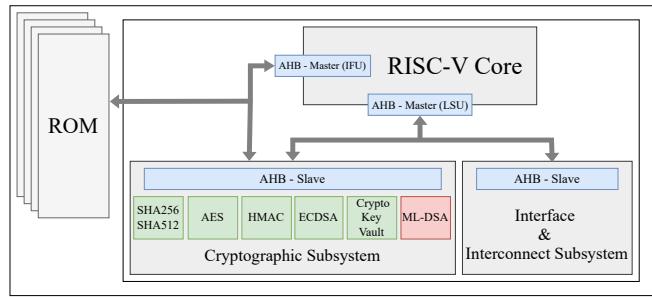 ROM
AHB - Master (IFU)
RISC-V Core
AHB - Master (LSU)
AHB - Slave
SHA256
SHA512
AES
HMAC
ECDSA
Crypto
Key
Vault
ML-DSA
Cryptographic Subsystem
AHB - Slave
Interface
&
Interconnect Subsystem